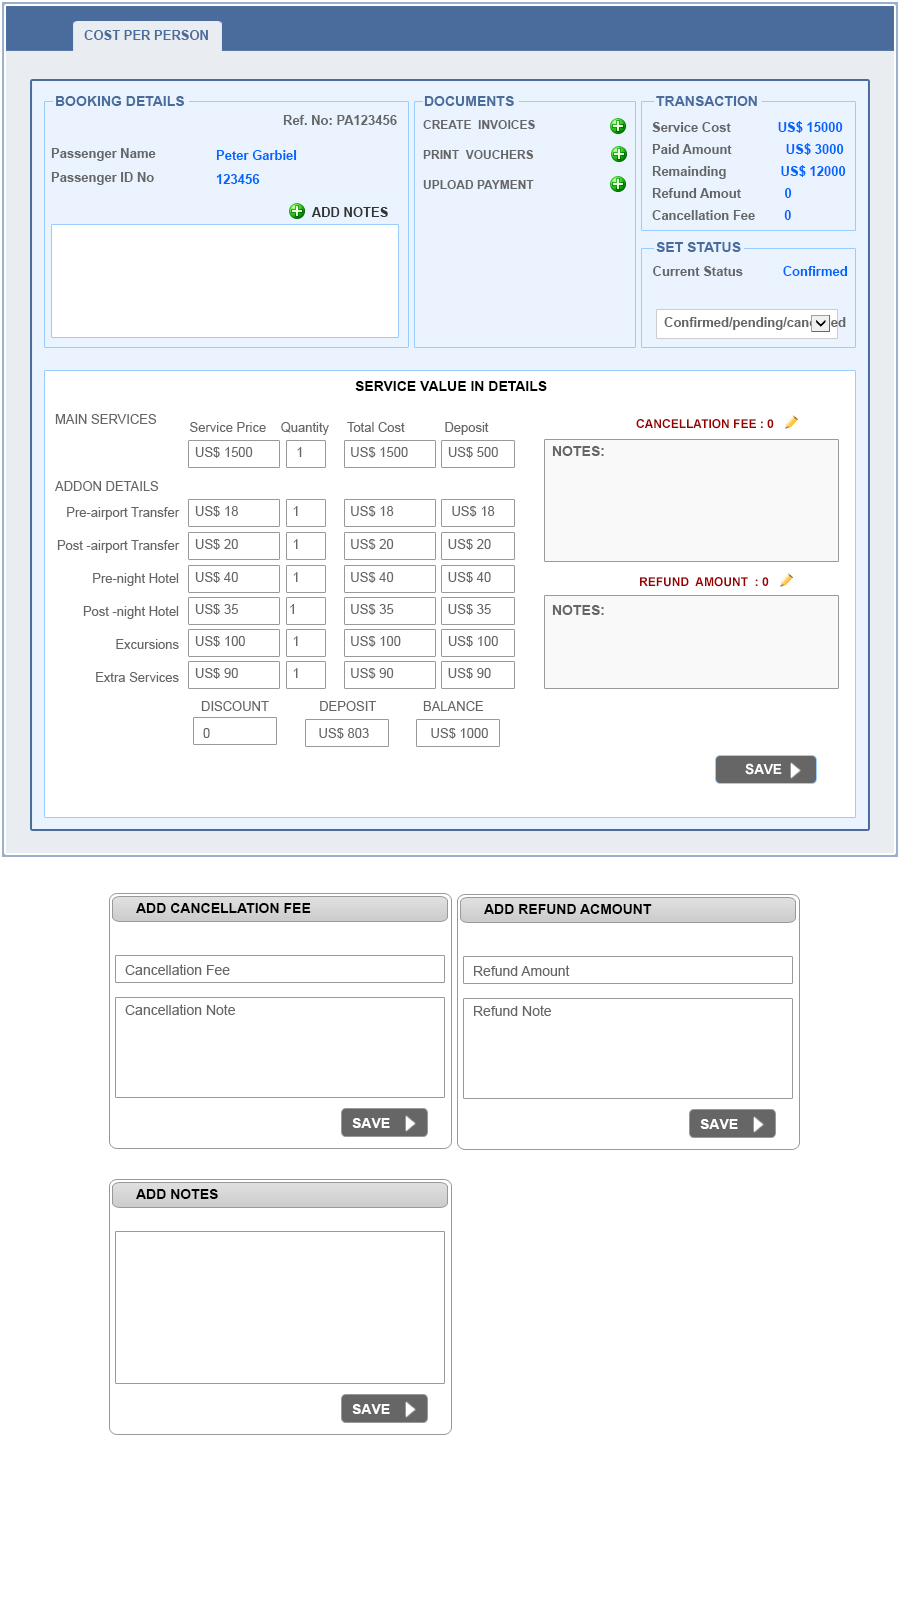 COST PER PERSON
BOOKING DETAILS
Ref. No: PA123456
Passenger Name Peter Garbiel
Passenger ID No 123456
ADD NOTES
DOCUMENTS
CREATE INVOICES
PRINT VOUCHERS
UPLOAD PAYMENT
TRANSACTION
Service Cost US$ 15000
Paid Amount US$ 3000
Remainding US$ 12000
Refund Amout 0
Cancellation Fee 0
SET STATUS
Current Status Confirmed
Confirmed/pending/can ed
SERVICE VALUE IN DETAILS
MAIN SERVICES
Service Price Quantity Total Cost Deposit
US$ 1500 1 US$ 1500 US$ 500
ADDON DETAILS
Pre-airport Transfer US$ 18 1 US$ 18 US$ 18
Post -airport Transfer US$ 20 1 US$ 20 US$ 20
Pre-night Hotel US$ 40 1 US$ 40 US$ 40
Post -night Hotel US$ 35 1 US$ 35 US$ 35
Excursions US$ 100 1 US$ 100 US$ 100
Extra Services US$ 90 1 US$ 90 US$ 90
DISCOUNT DEPOSIT BALANCE
0 US$ 803 US$ 1000
CANCELLATION FEE : 0
NOTES:
REFUND AMOUNT : 0
NOTES:
SAVE
ADD CANCELLATION FEE
Cancellation Fee
Cancellation Note
SAVE
ADD REFUND ACMOUNT
Refund Amount
Refund Note
SAVE
ADD NOTES
SAVE